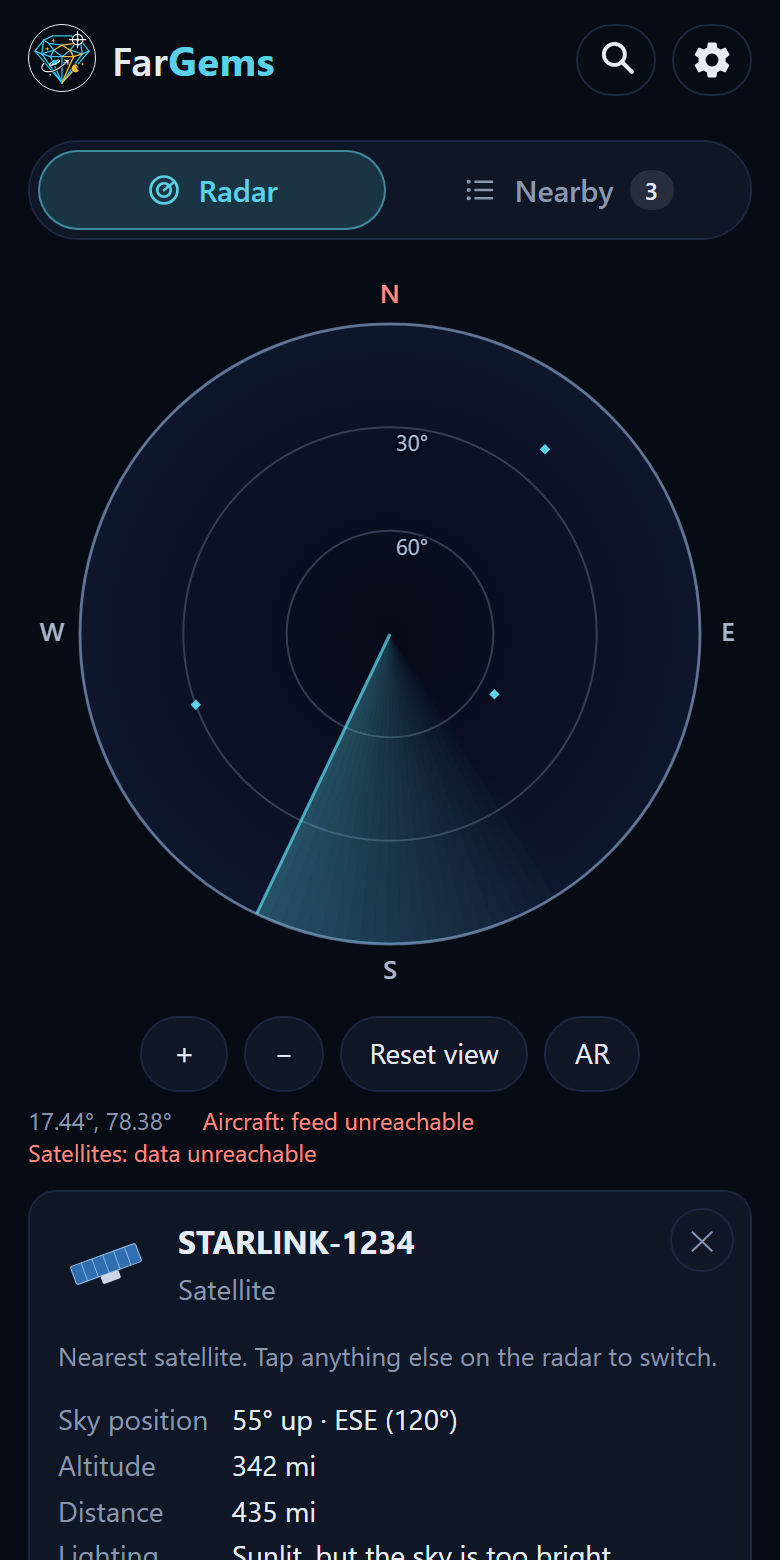 FarGems
Radar
Nearby 3
N
30°
60°
W
E
S
+ − Reset view AR
17.44°, 78.38° Aircraft: feed unreachable
Satellites: data unreachable
STARLINK-1234
Satellite
Nearest satellite. Tap anything else on the radar to switch.
Sky position 55° up · ESE (120°)
Altitude 342 mi
Distance 435 mi
Lighting Sunlit, but the sky is too bright